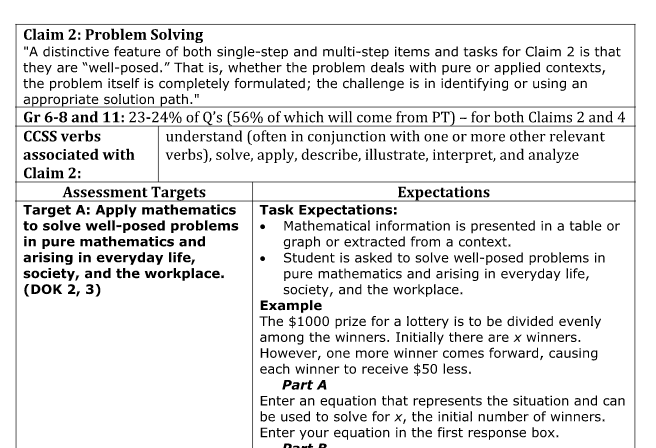 Claim 2: Problem Solving
"A distinctive feature of both single-step and multi-step items and tasks for Claim 2 is that
they are “well-posed.” That is, whether the problem deals with pure or applied contexts,
the problem itself is completely formulated; the challenge is in identifying or using an
appropriate solution path."
Gr 6-8 and 11: 23-24% of Q’s (56% of which will come from PT) – for both Claims 2 and 4
CCSS verbs
associated with
Claim 2:
understand (often in conjunction with one or more other relevant
verbs), solve, apply, describe, illustrate, interpret, and analyze
Assessment Targets
Expectations
Target A: Apply mathematics
to solve well-posed problems
in pure mathematics and
arising in everyday life,
society, and the workplace.
(DOK 2, 3)
Task Expectations:
• Mathematical information is presented in a table or
graph or extracted from a context.
• Student is asked to solve well-posed problems in
pure mathematics and arising in everyday life,
society, and the workplace.
Example
The $1000 prize for a lottery is to be divided evenly
among the winners. Initially there are x winners.
However, one more winner comes forward, causing
each winner to receive $50 less.
Part A
Enter an equation that represents the situation and can
be used to solve for x, the initial number of winners.
Enter your equation in the first response box.
Part B